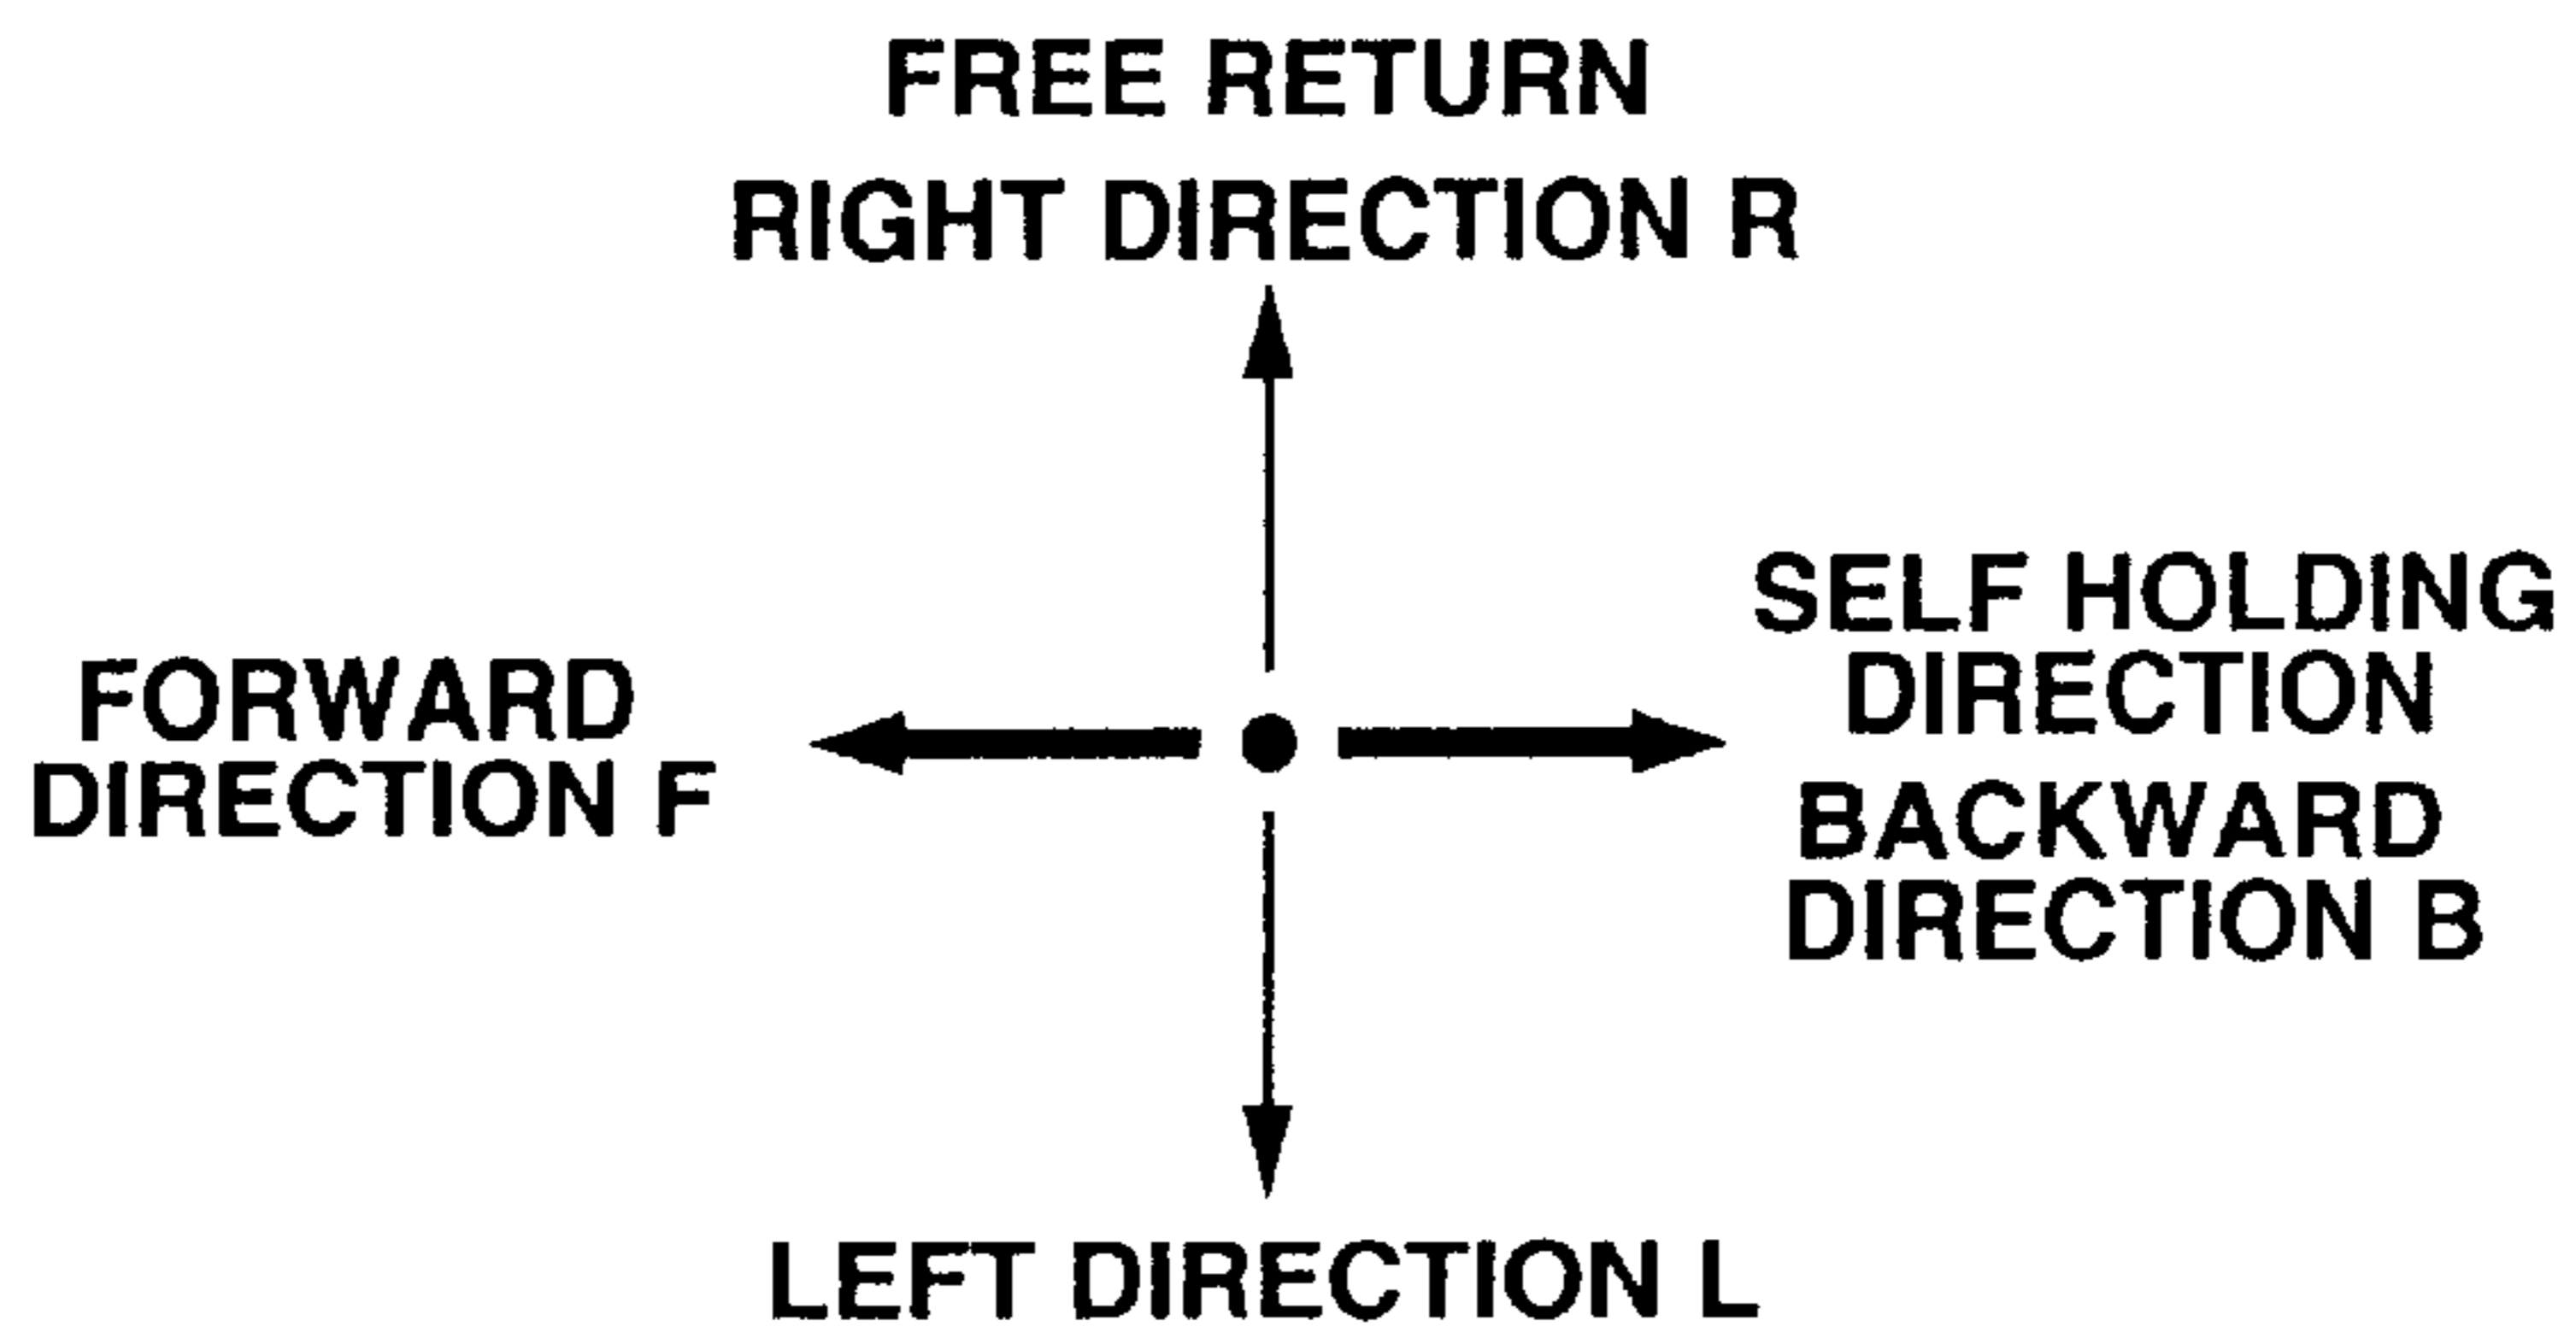 FREE RETURN
RIGHT DIRECTION R
SELF HOLDING
DIRECTION
FORWARD
DIRECTION F
BACKWARD
DIRECTION B
LEFT DIRECTION L